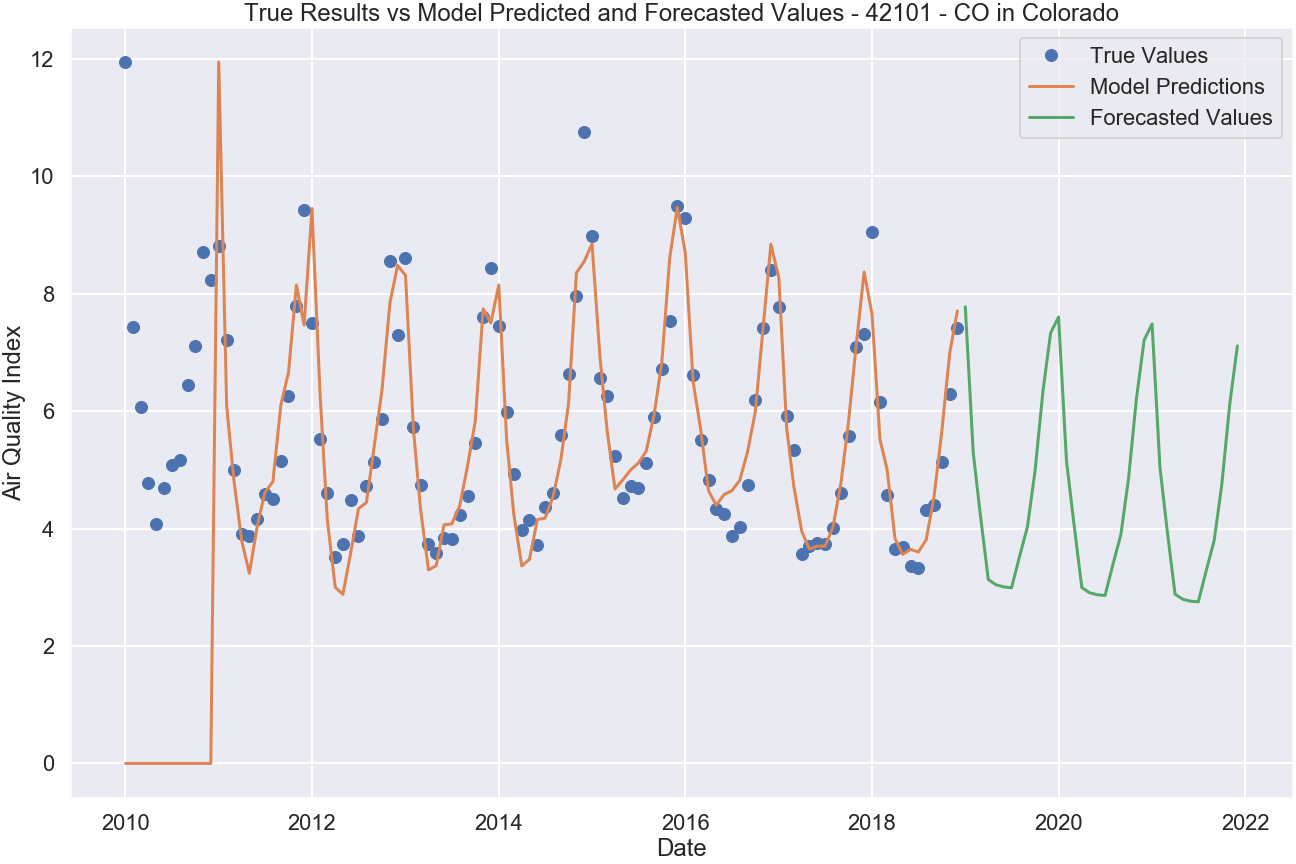 True Results vs Model Predicted and Forecasted Values - 42101 - CO in Colorado
True Values
Model Predictions
Forecasted Values
Air Quality Index
12
10
8
6
4
2
0
2010 2012 2014 2016 2018 2020 2022
Date